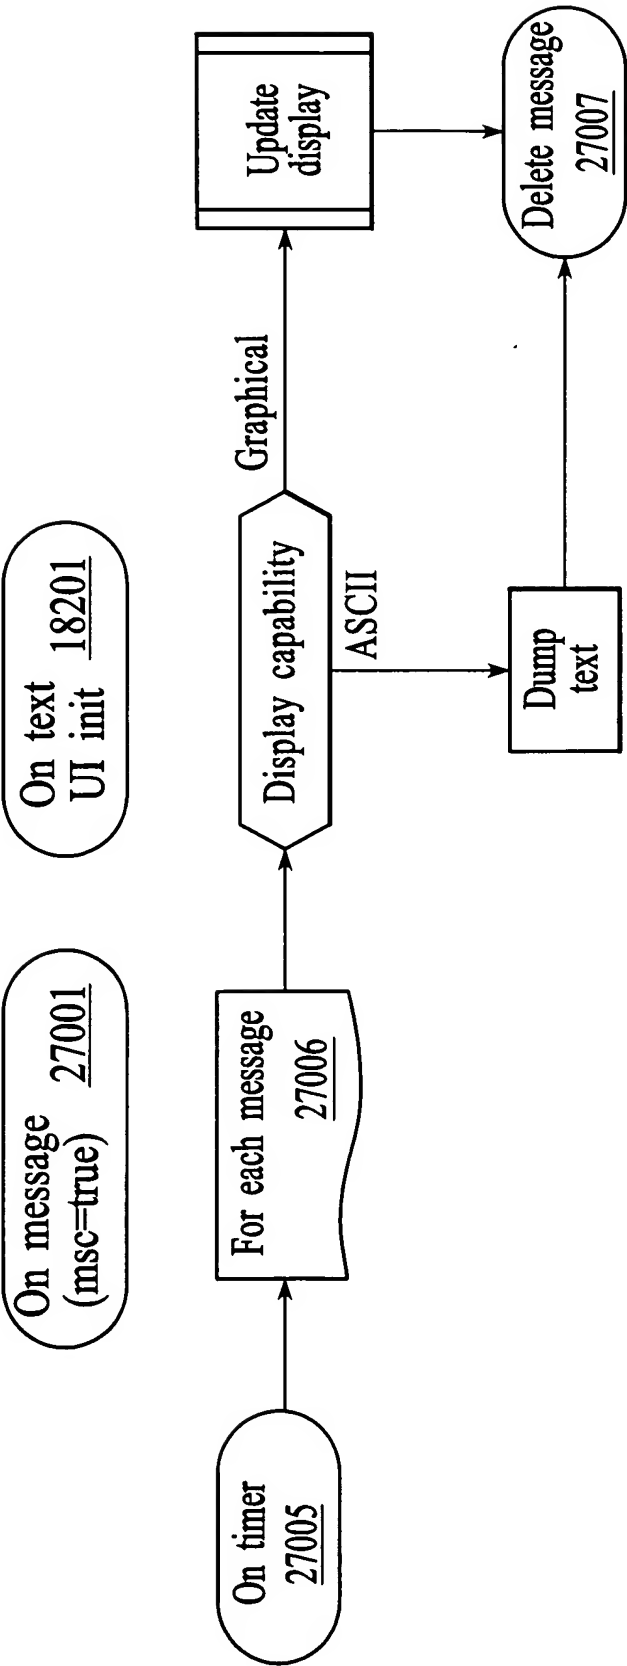 On message
(msc=true) 27001
On text
UI init 18201
On timer
27005
For each message
27006
Display capability
Graphical
Update
display
ASCII
Dump
text
Delete message
27007